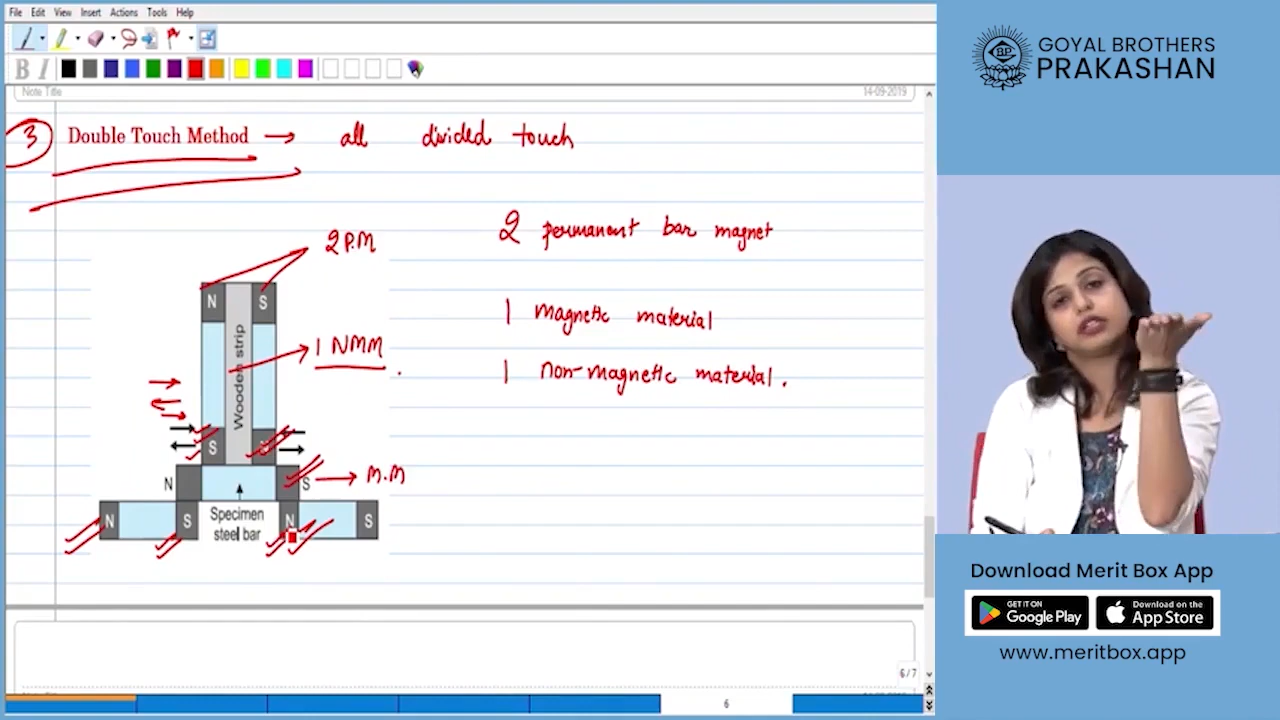 File Edit View Insert Actions Tools Help
B I
Note Title 14-09-2019
3 Double Touch Method → all divided touch
2 P.M
2 permanent bar magnet
N S
1 magnetic material
Wooden strip
1 NMM
1 non-magnetic material.
S
N S → M.M
N S Specimen steel bar N S
6/7
6
GOYAL BROTHERS
PRAKASHAN
Download Merit Box App
GET IT ON Google Play
Download on the App Store
www.meritbox.app